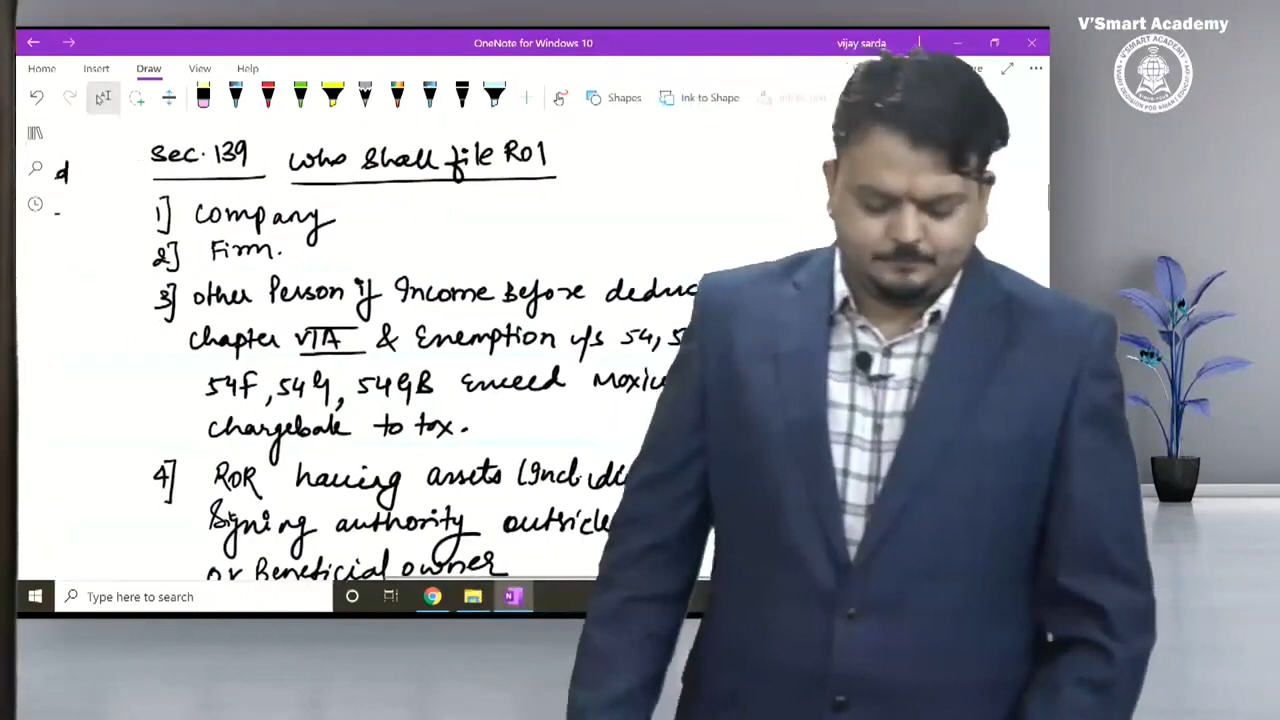 V'Smart Academy
OneNote for Windows 10
vijay sarda
Home Insert Draw View Help
Shapes Ink to Shape
Sec. 139 who shall file ROI
1] Company
2] Firm.
3] other Person if Income Before deduc
chapter VIA & Exemption u/s 54, 5
54F, 54G, 54GB exceed
chargebale to tax.
4] ROR having assets (Incl.
Signing authority outside
or Beneficial owner
Type here to search